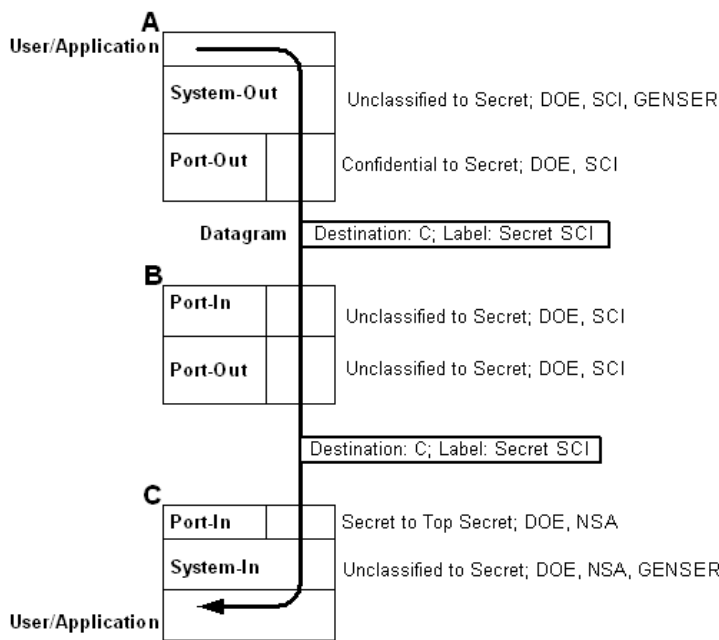 A
User/Application
System-Out
Unclassified to Secret; DOE, SCI, GENSER
Port-Out
Confidential to Secret; DOE, SCI
Datagram
Destination: C; Label: Secret SCI
B
Port-In
Unclassified to Secret; DOE, SCI
Port-Out
Unclassified to Secret; DOE, SCI
Destination: C; Label: Secret SCI
C
Port-In
Secret to Top Secret; DOE, NSA
System-In
Unclassified to Secret; DOE, NSA, GENSER
User/Application